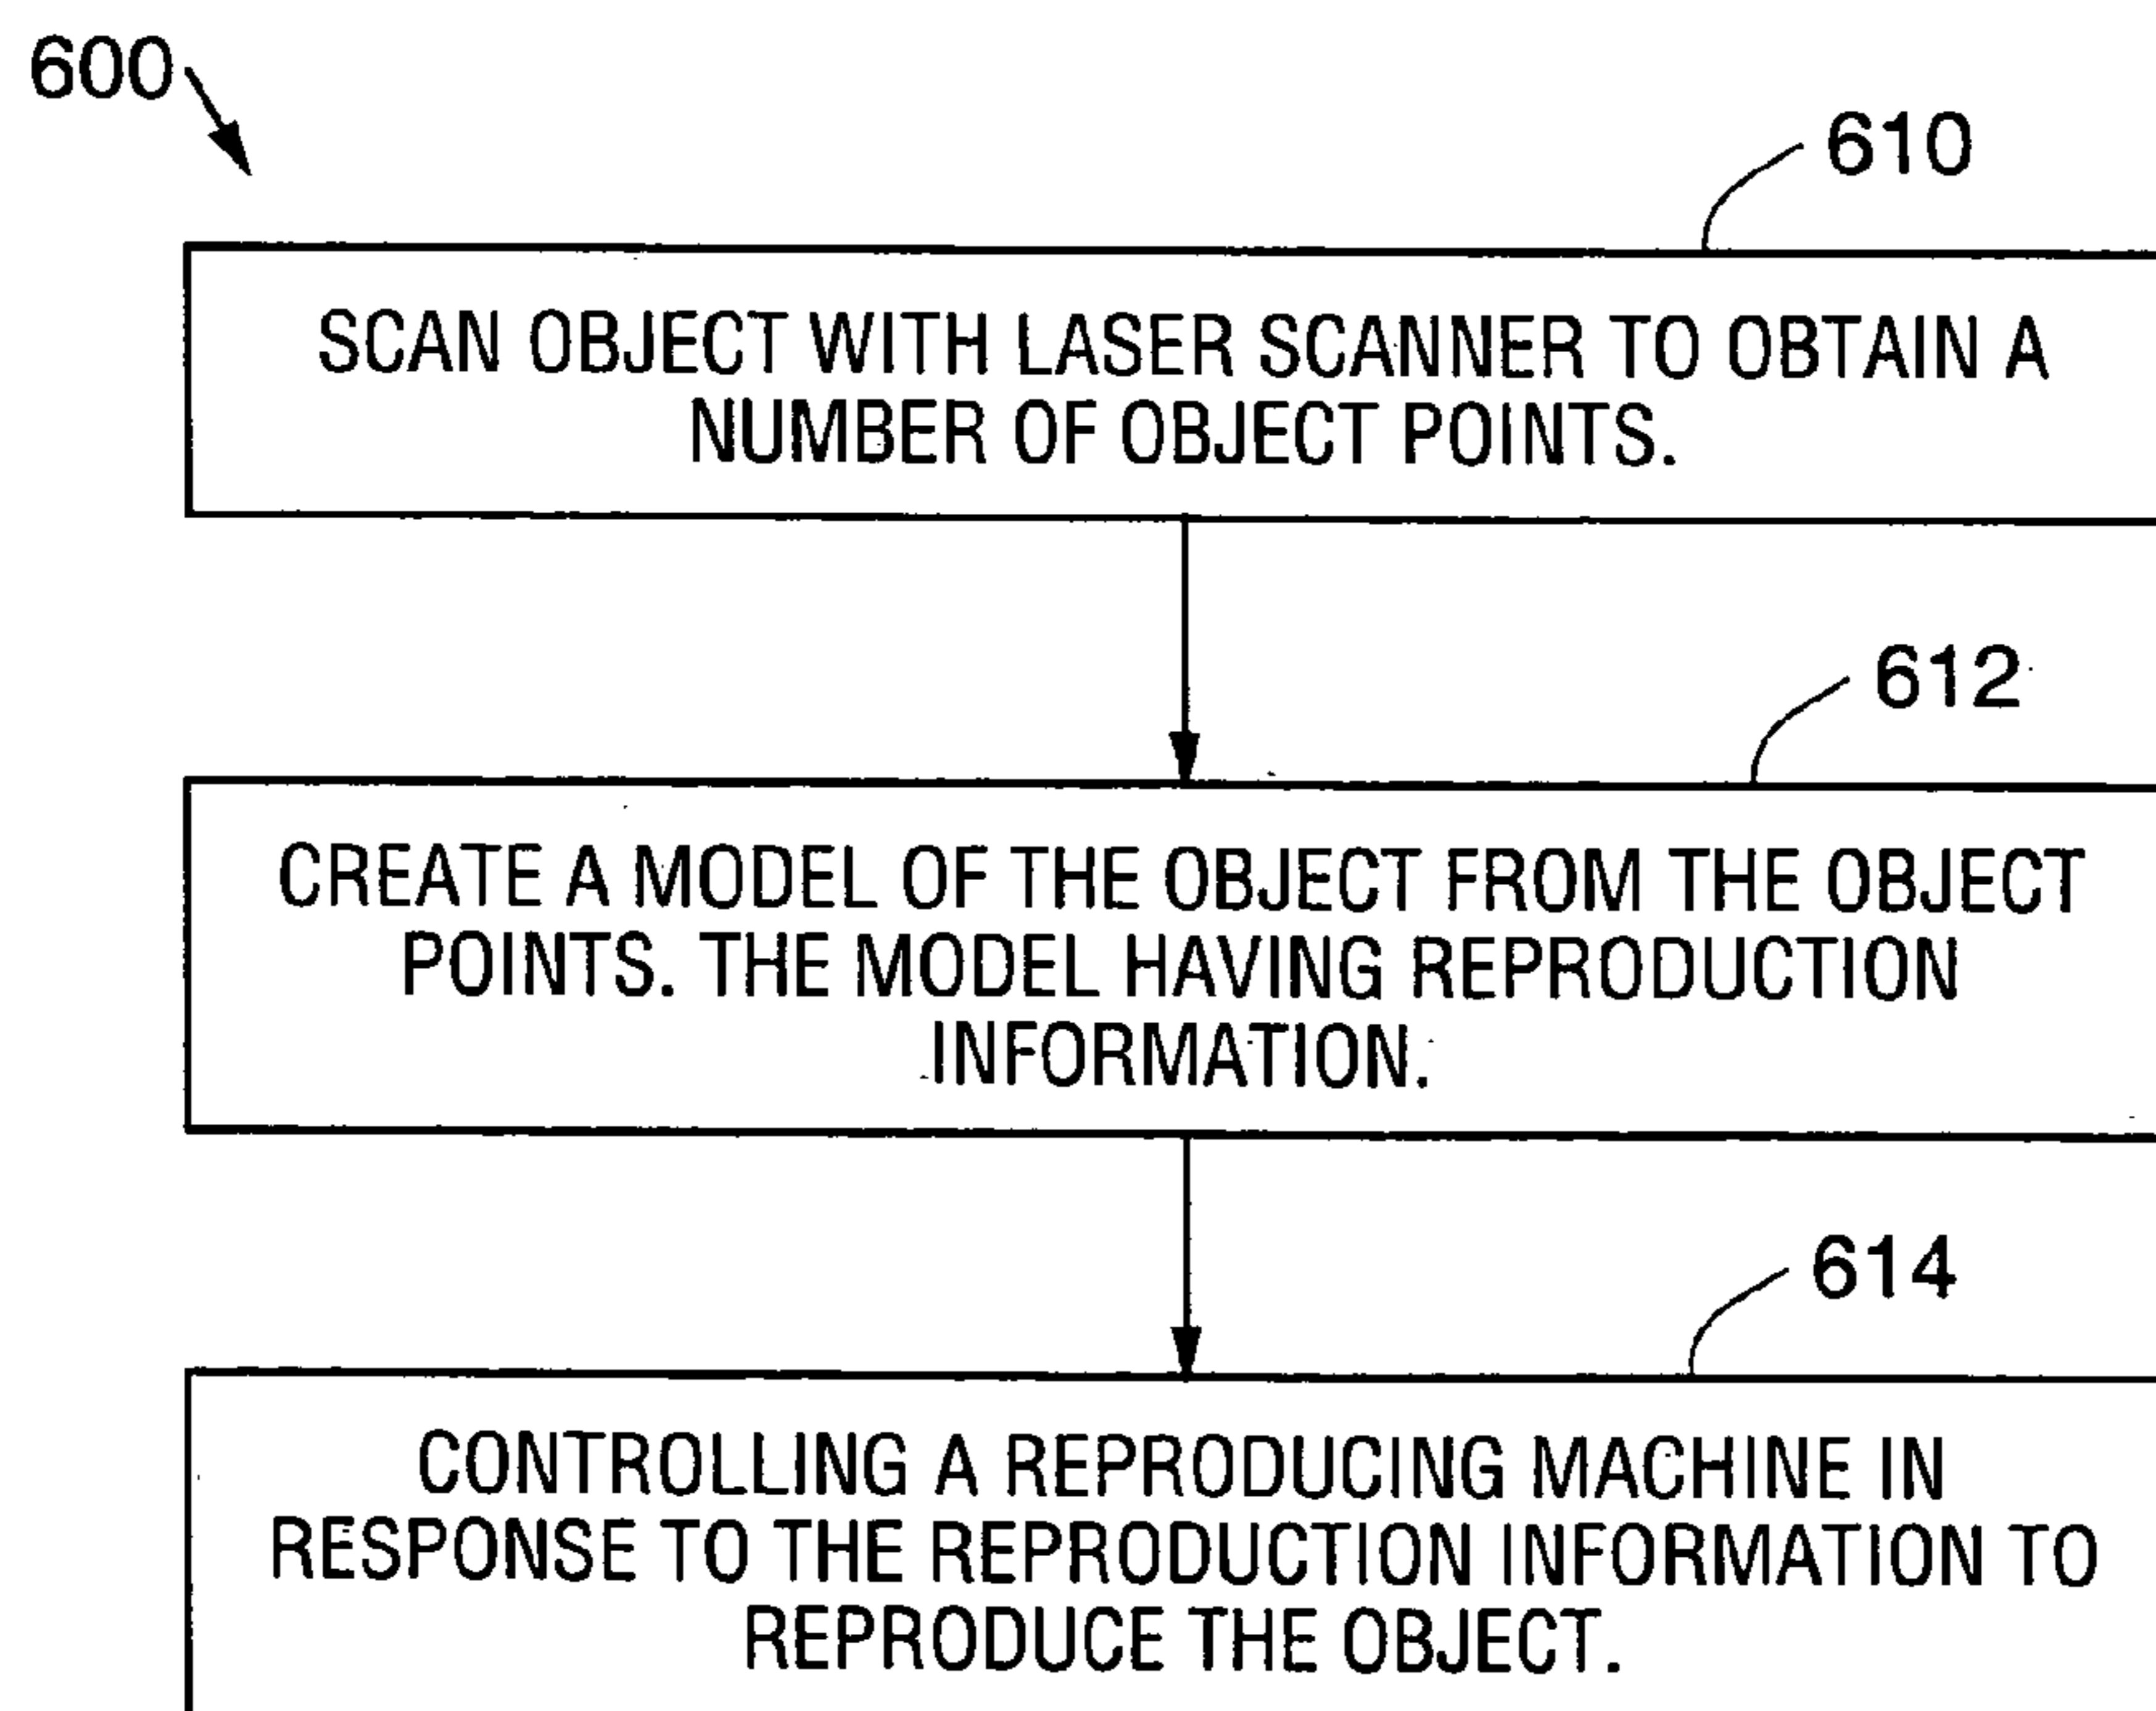 600
610
SCAN OBJECT WITH LASER SCANNER TO OBTAIN A
NUMBER OF OBJECT POINTS.
612
CREATE A MODEL OF THE OBJECT FROM THE OBJECT
POINTS. THE MODEL HAVING REPRODUCTION
INFORMATION.
614
CONTROLLING A REPRODUCING MACHINE IN
RESPONSE TO THE REPRODUCTION INFORMATION TO
REPRODUCE THE OBJECT.